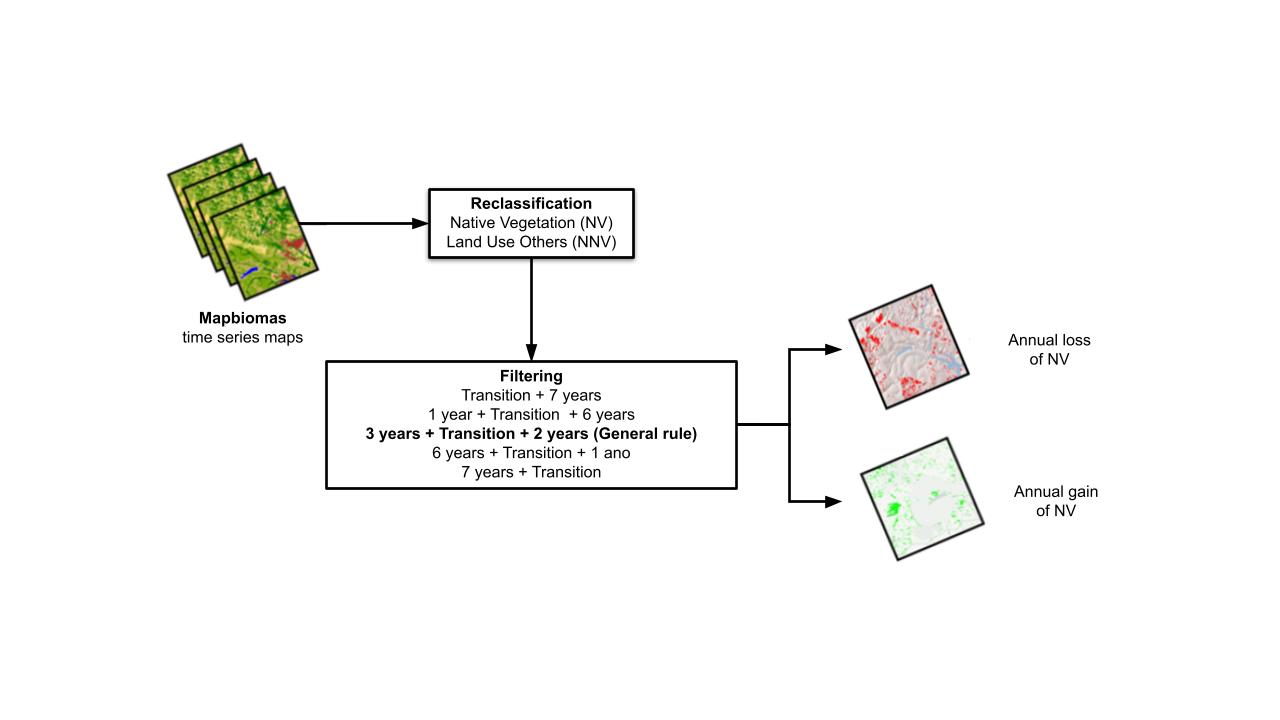 Mapbiomas
time series maps
Reclassification
Native Vegetation (NV)
Land Use Others (NNV)
Filtering
Transition + 7 years
1 year + Transition + 6 years
3 years + Transition + 2 years (General rule)
6 years + Transition + 1 ano
7 years + Transition
Annual loss
of NV
Annual gain
of NV